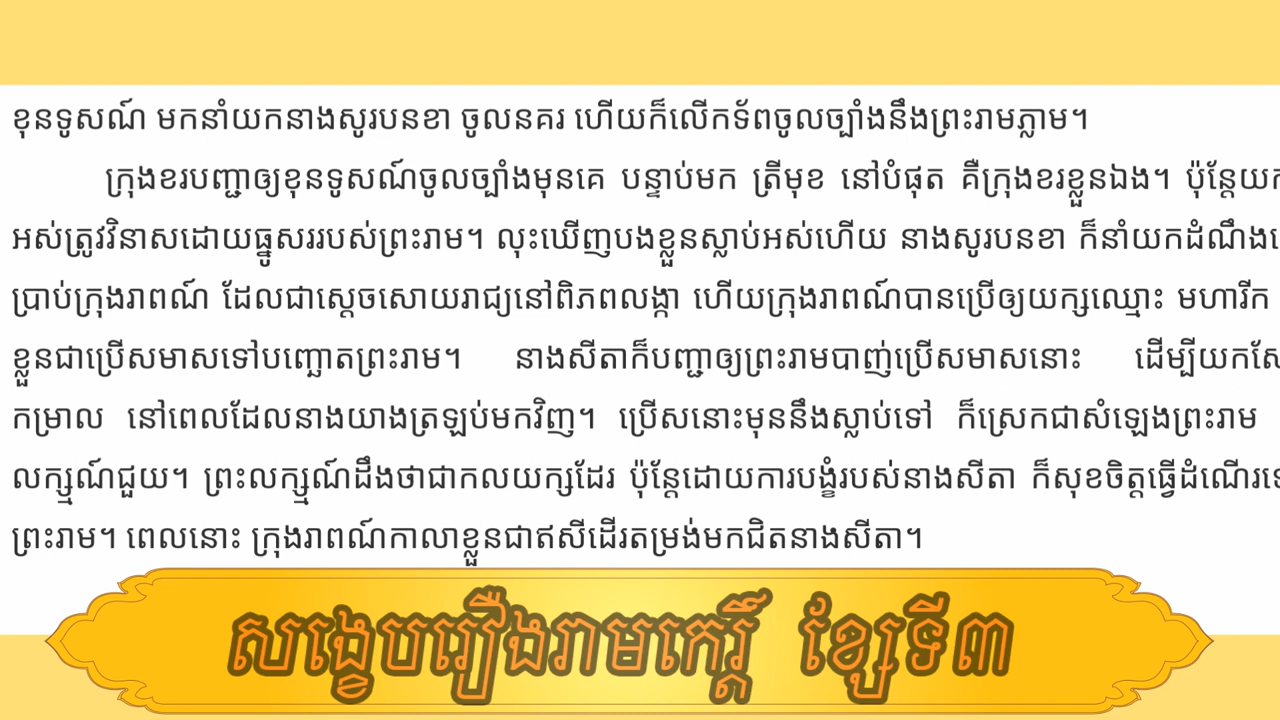 ខុនទូសណ៍ មកនាំយកនាងសូរបនខា ចូលនគរ ហើយក៏លើកទ័ពចូលច្បាំងនឹងព្រះរាមភ្លាម។
ក្រុងខរបញ្ជាឲ្យខុនទូសណ៍ចូលច្បាំងមុនគេ បន្ទាប់មក ត្រីមុខ នៅបំផុត គឺក្រុងខរខ្លួនឯង។ ប៉ុន្តែ
អស់ត្រូវវិនាសដោយធ្នូសររបស់ព្រះរាម។ លុះឃើញបងខ្លួនស្លាប់អស់ហើយ នាងសូរបនខា ក៏នាំយកដំណឹង
ប្រាប់ក្រុងរាពណ៍ ដែលជាស្ដេចសោយរាជ្យនៅពិភពលង្កា ហើយក្រុងរាពណ៍បានប្រើឲ្យយក្សឈ្មោះ មហារីក
ខ្លួនជាប្រើសមាសទៅបញ្ឆោតព្រះរាម។ នាងសីតាក៏បញ្ជាឲ្យព្រះរាមបាញ់ប្រើសមាសនោះ ដើម្បីយក
កម្រាល នៅពេលដែលនាងយាងត្រឡប់មកវិញ។ ប្រើសនោះមុននឹងស្លាប់ទៅ ក៏ស្រែកជាសំឡេងព្រះរាម
លក្ស្មណ៍ជួយ។ ព្រះលក្ស្មណ៍ដឹងថាជាកលយក្សដែរ ប៉ុន្តែដោយការបង្ខំរបស់នាងសីតា ក៏សុខចិត្តធ្វើដំណើរ
ព្រះរាម។ ពេលនោះ ក្រុងរាពណ៍កាលាខ្លួនជាឥសីដើរតម្រង់មកជិតនាងសីតា។
សង្ខេបរឿងរាមកេរ្តិ៍ ខ្សែទី៣